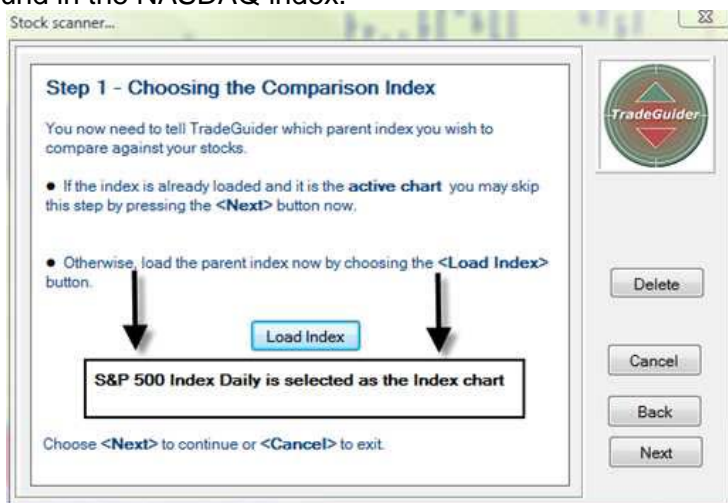 und in the NASDAQ index.
Stock scanner...
Step 1 - Choosing the Comparison Index
You now need to tell TradeGuider which parent index you wish to
compare against your stocks.
● If the index is already loaded and it is the active chart you may skip
this step by pressing the <Next> button now.
● Otherwise, load the parent index now by choosing the <Load Index>
button.
Load Index
S&P 500 Index Daily is selected as the Index chart
Choose <Next> to continue or <Cancel> to exit.
TradeGuider
Delete
Cancel
Back
Next